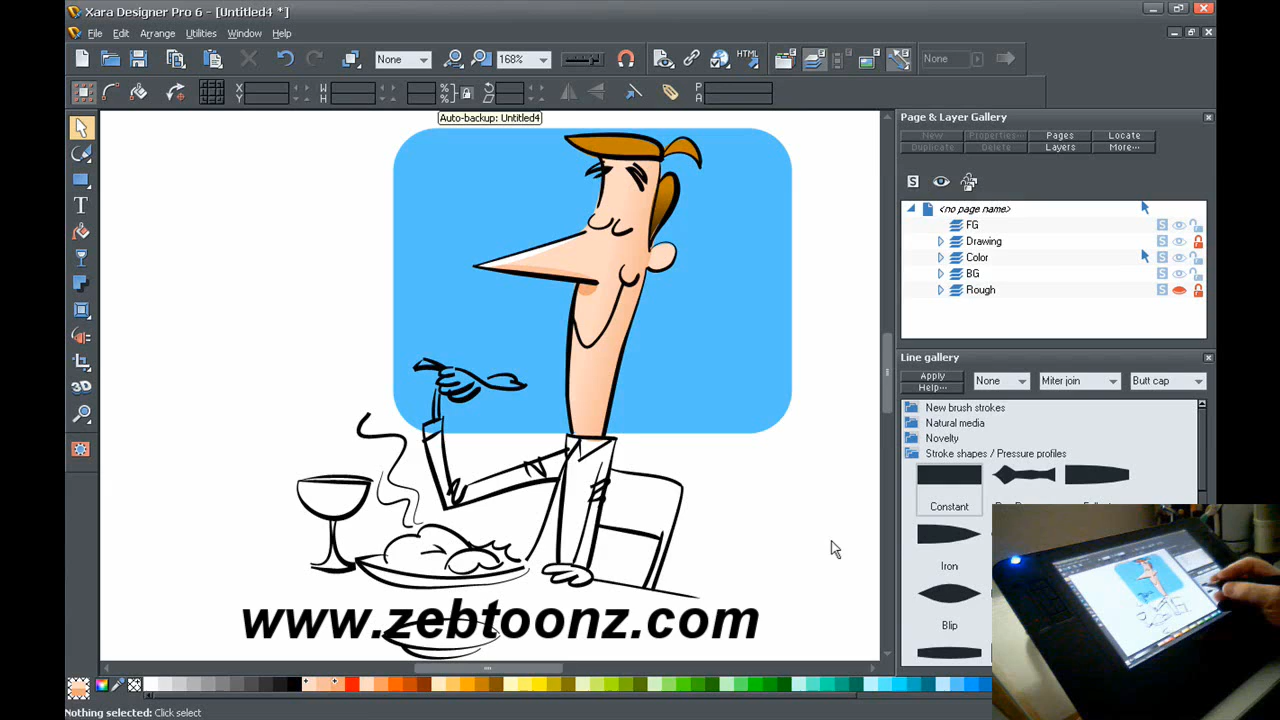 Xara Designer Pro 6 - [Untitled4 *]
File Edit Arrange Utilities Window Help
None 168% HTML None
X Y W H % P A
Auto-backup: Untitled4
www.zebtoonz.com
Page & Layer Gallery
New Properties... Pages Locate
Duplicate Delete Layers More...
S
<no page name>
FG S
Drawing S
Color S
BG S
Rough S
Line gallery
Apply None Miter join Butt cap
Help...
New brush strokes
Natural media
Novelty
Stroke shapes / Pressure profiles
Constant
Iron
Blip
T
3D
Nothing selected: Click select